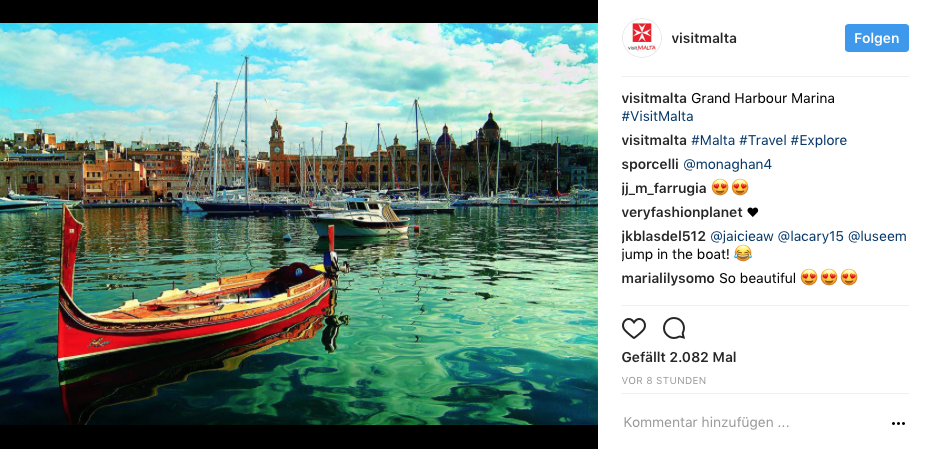 visitMALTA
visitmalta
Folgen
visitmalta Grand Harbour Marina
#VisitMalta
visitmalta #Malta #Travel #Explore
sporcelli @monaghan4
jj_m_farrugia 😍😍
veryfashionplanet ❤
jkblasdel512 @jaicieaw @lacary15 @luseem
jump in the boat! 😂
marialilysomo So beautiful 😍😍😍
Gefällt 2.082 Mal
VOR 8 STUNDEN
Kommentar hinzufügen ...